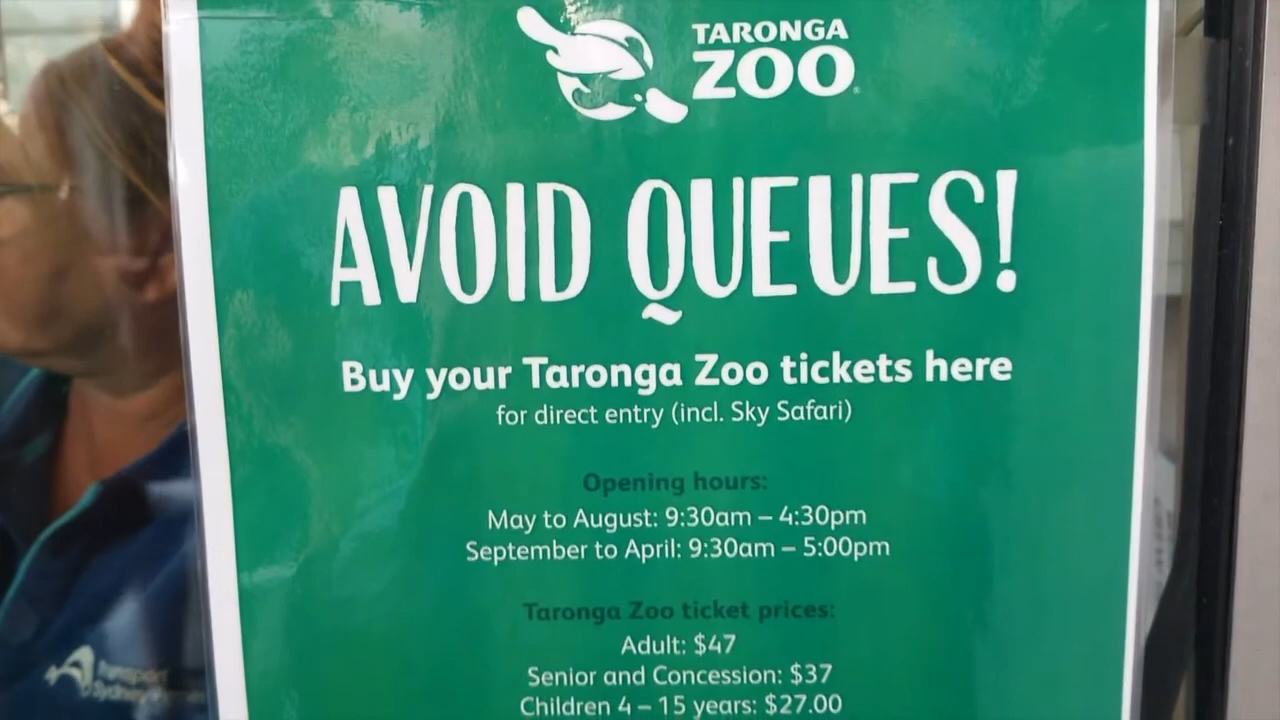 TARONGA
ZOO
AVOID QUEUES!
Buy your Taronga Zoo tickets here
for direct entry (incl. Sky Safari)
Opening hours:
May to August: 9:30am – 4:30pm
September to April: 9:30am – 5:00pm
Taronga Zoo ticket prices:
Adult: $47
Senior and Concession: $37
Children 4 – 15 years: $27.00
Transport
Sydney